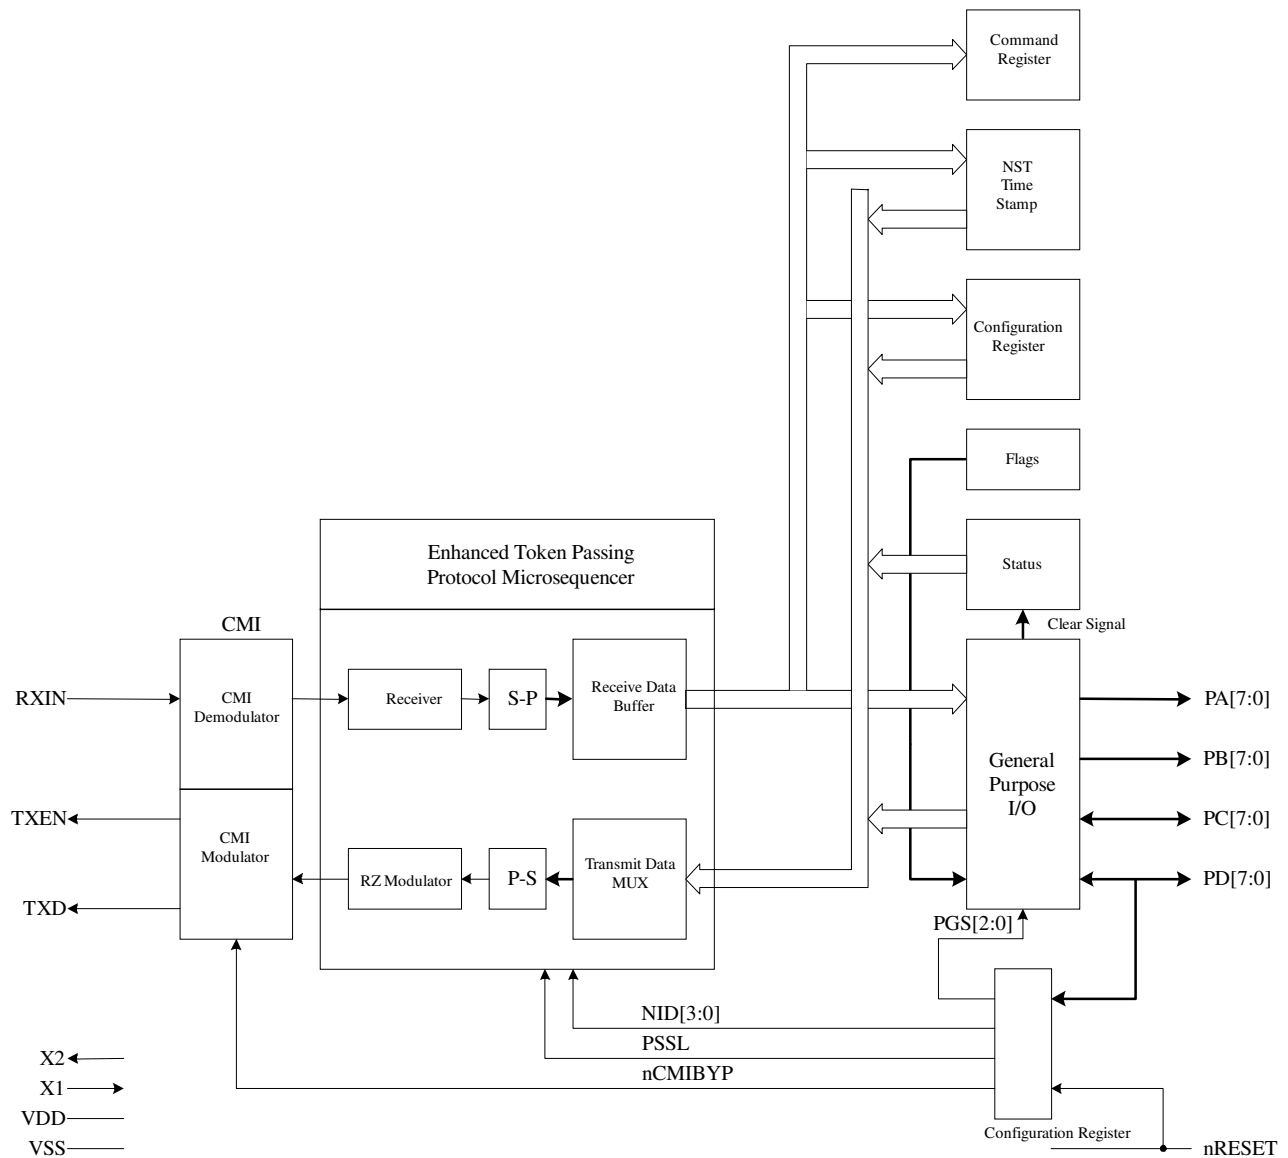 Command
Register
NST
Time
Stamp
Configuration
Register
Flags
Enhanced Token Passing
Protocol Microsequencer
Status
Clear Signal
CMI
RXIN
CMI
Demodulator
Receiver
S-P
Receive Data
Buffer
General
Purpose
I/O
PA[7:0]
PB[7:0]
PC[7:0]
PD[7:0]
TXEN
CMI
Modulator
TXD
RZ Modulator
P-S
Transmit Data
MUX
PGS[2:0]
NID[3:0]
PSSL
nCMIBYP
X2
X1
VDD
VSS
Configuration Register
nRESET